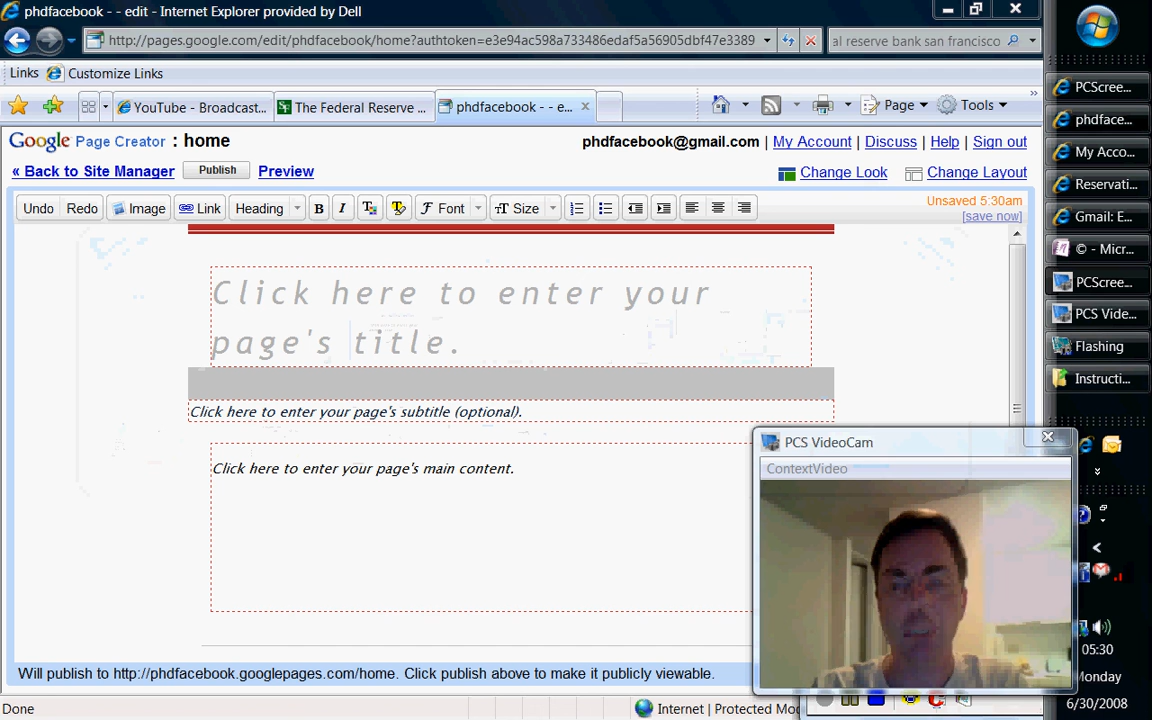 phdfacebook - - edit - Internet Explorer provided by Dell
http://pages.google.com/edit/phdfacebook/home?authtoken=e3e94ac598a733486edaf5a56905dbf47e3389
al reserve bank san francisco
Links Customize Links
YouTube - Broadcast... The Federal Reserve ... phdfacebook - - e... Page Tools
Google Page Creator : home
phdfacebook@gmail.com | My Account | Discuss | Help | Sign out
« Back to Site Manager Publish Preview
Change Look Change Layout
Undo Redo Image Link Heading B I T Font Size
Unsaved 5:30am
[save now]
Click here to enter your
page's title.
Click here to enter your page's subtitle (optional).
Click here to enter your page's main content.
Will publish to http://phdfacebook.googlepages.com/home. Click publish above to make it publicly viewable.
Done
Internet | Protected Mo
PCS VideoCam
ContextVideo
PCScree...
phdface...
My Acco...
Reservati...
Gmail: E...
© - Micr...
PCScree...
PCS Vide...
Flashing
Instructi...
05:30
Monday
6/30/2008